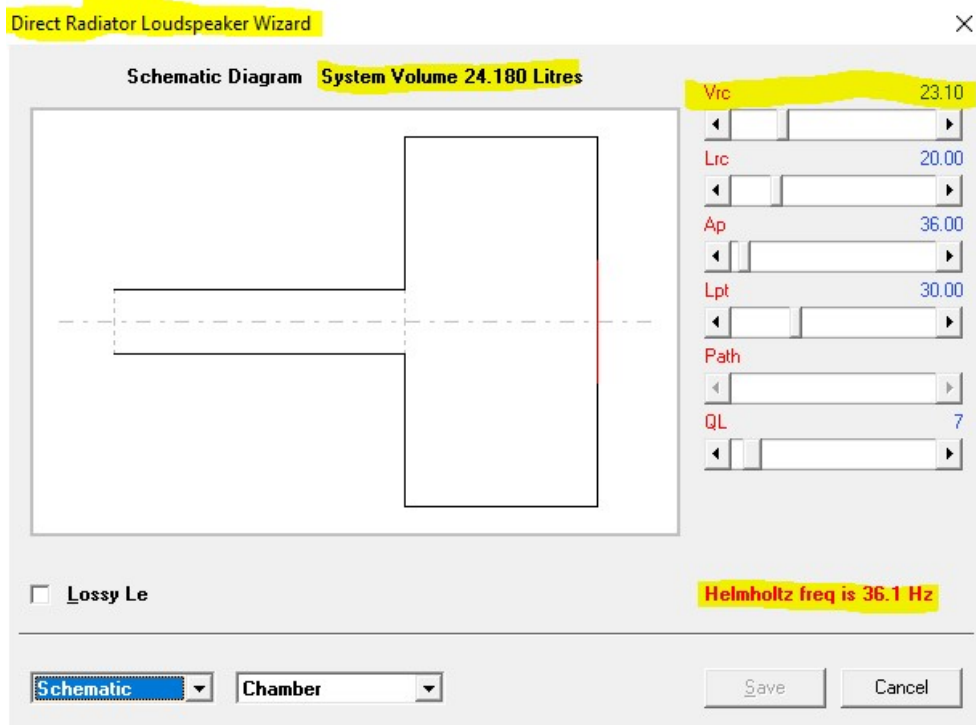 Direct Radiator Loudspeaker Wizard
Schematic Diagram System Volume 24.180 Litres
Vrc 23.10
Lrc 20.00
Ap 36.00
Lpt 30.00
Path
QL 7
Lossy Le
Helmholtz freq is 36.1 Hz
Schematic Chamber Save Cancel